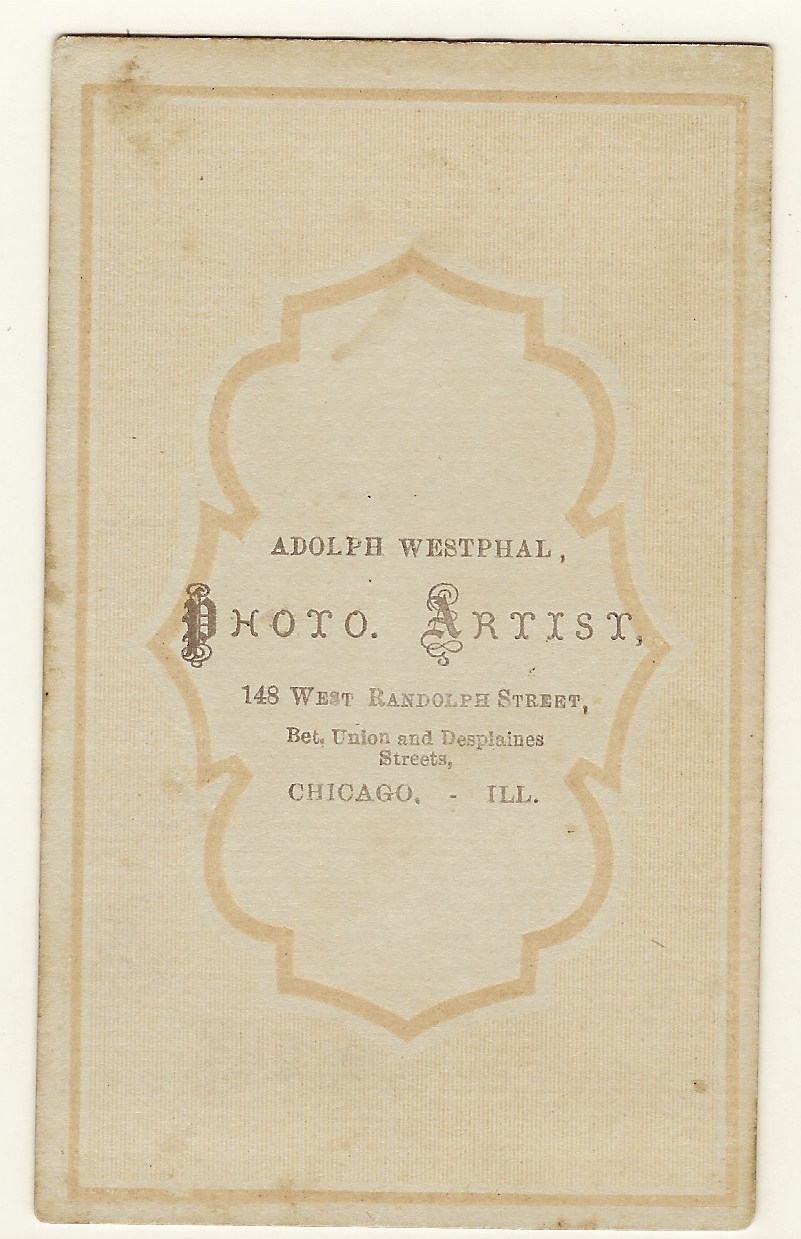 ADOLPH WESTPHAL,
PHOTO. ARTIST,
148 WEST RANDOLPH STREET,
Bet. Union and Desplaines
Streets,
CHICAGO. - ILL.